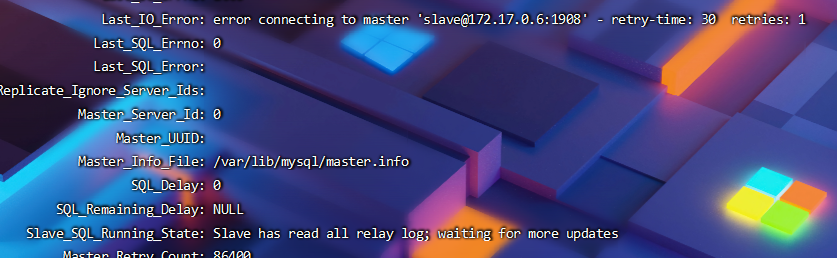 Last_IO_Error: error connecting to master 'slave@172.17.0.6:1908' - retry-time: 30  retries: 1
Last_SQL_Errno: 0
Last_SQL_Error:
Replicate_Ignore_Server_Ids:
Master_Server_Id: 0
Master_UUID:
Master_Info_File: /var/lib/mysql/master.info
SQL_Delay: 0
SQL_Remaining_Delay: NULL
Slave_SQL_Running_State: Slave has read all relay log; waiting for more updates
Master_Retry_Count: 86400